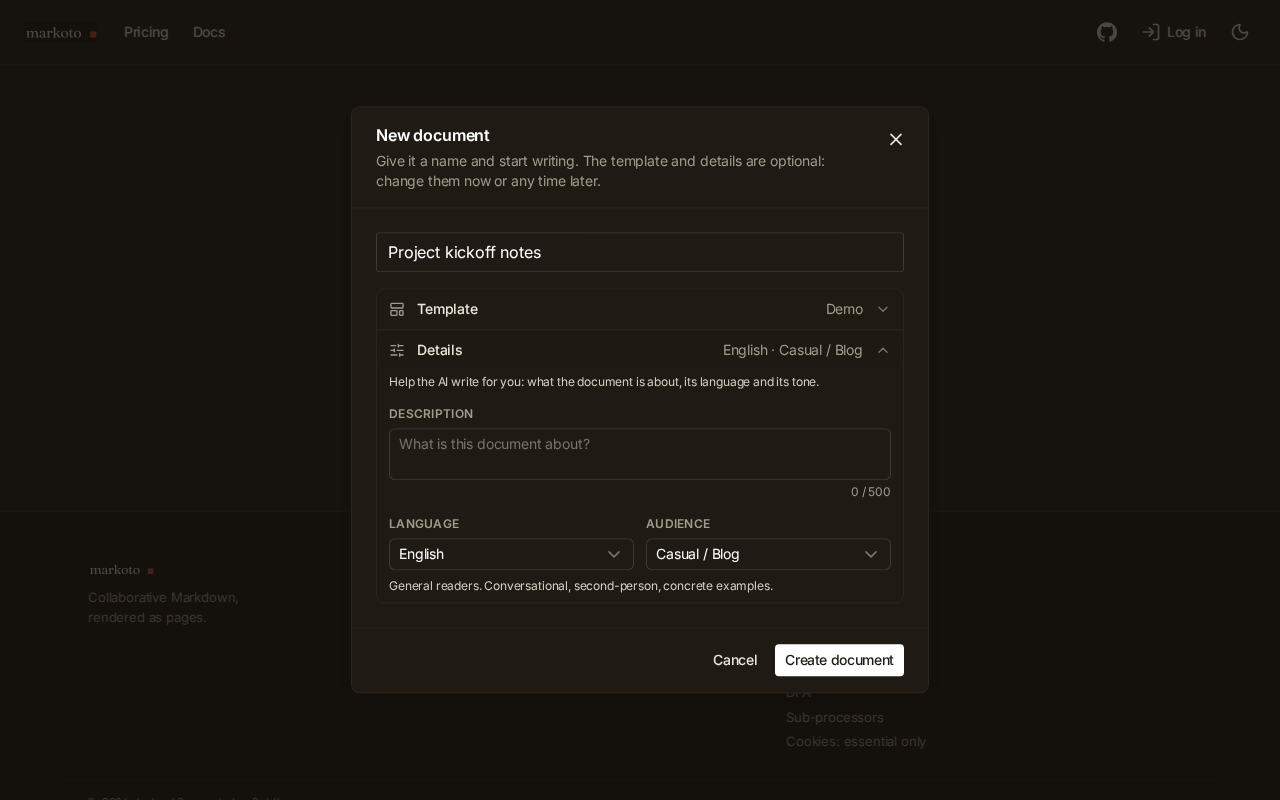 markoto
Pricing
Docs
Log in
New document
Give it a name and start writing. The template and details are optional:
change them now or any time later.
Project kickoff notes
Template
Demo
Details
English · Casual / Blog
Help the AI write for you: what the document is about, its language and its tone.
DESCRIPTION
What is this document about?
0 / 500
LANGUAGE
AUDIENCE
English
Casual / Blog
General readers. Conversational, second-person, concrete examples.
Cancel
Create document
markoto
Collaborative Markdown,
rendered as pages.
DPA
Sub-processors
Cookies: essential only